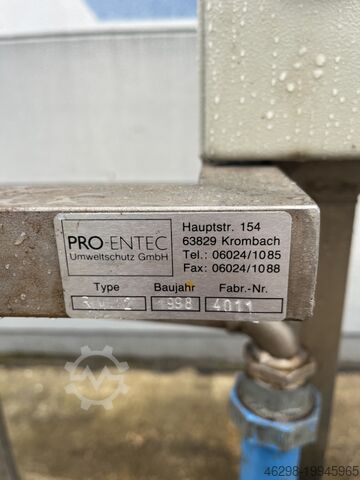 PRO-ENTEC
Umweltschutz GmbH
Hauptstr. 154
63829 Krombach
Tel.: 06024/1085
Fax: 06024/1088
Type Baujahr Fabr.-Nr.
1998 4011
46298-19945965